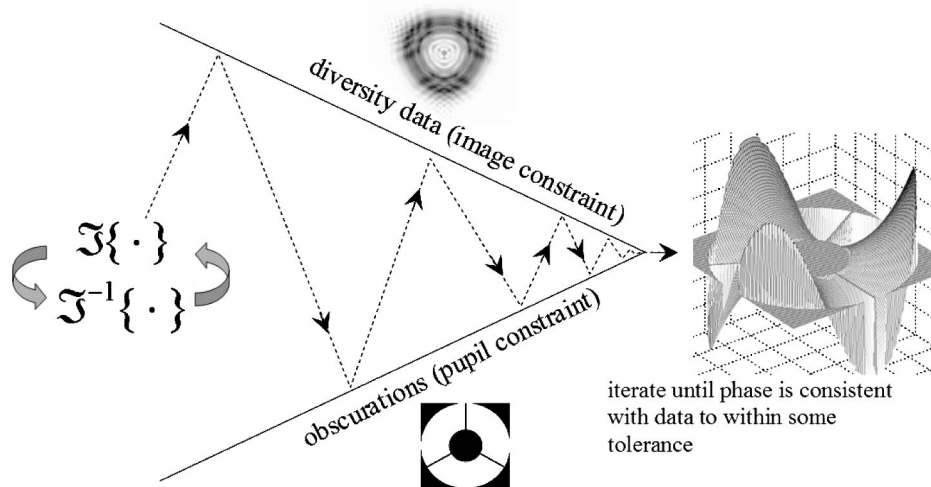 diversity data (image constraint)
ℑ{ · }
ℑ⁻¹{ · }
obscurations (pupil constraint)
iterate until phase is consistent
with data to within some
tolerance